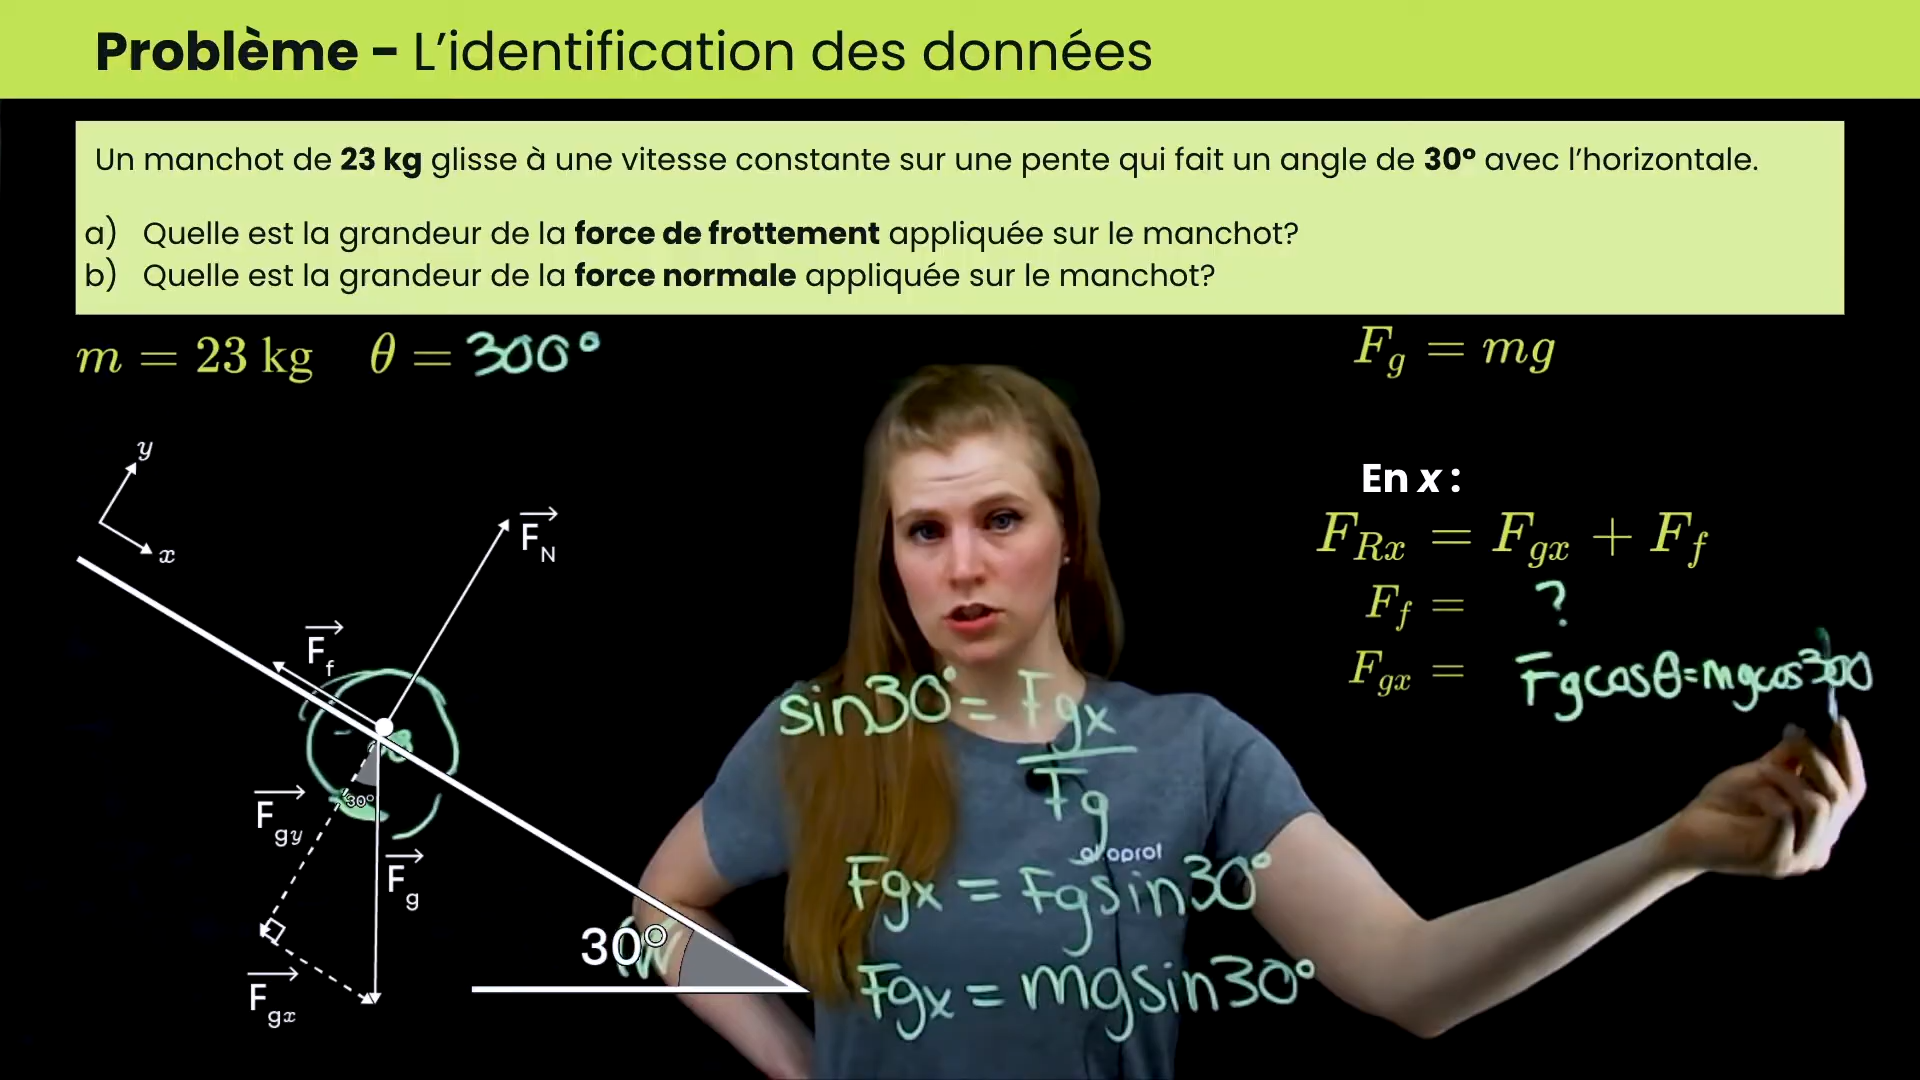 Problème - L'identification des données
Un manchot de 23 kg glisse à une vitesse constante sur une pente qui fait un angle de 30° avec l'horizontale.
a) Quelle est la grandeur de la force de frottement appliquée sur le manchot?
b) Quelle est la grandeur de la force normale appliquée sur le manchot?
m = 23 kg θ = 300°
F_g = mg
y
x
F_N
F_f
30°
F_gy
F_g
F_gx
30°
En x :
F_Rx = F_gx + F_f
F_f = ?
F_gx = Fgcosθ = mgcos300
sin30° = Fgx / Fg
Fgx = Fgsin30°
Fgx = mgsin30°